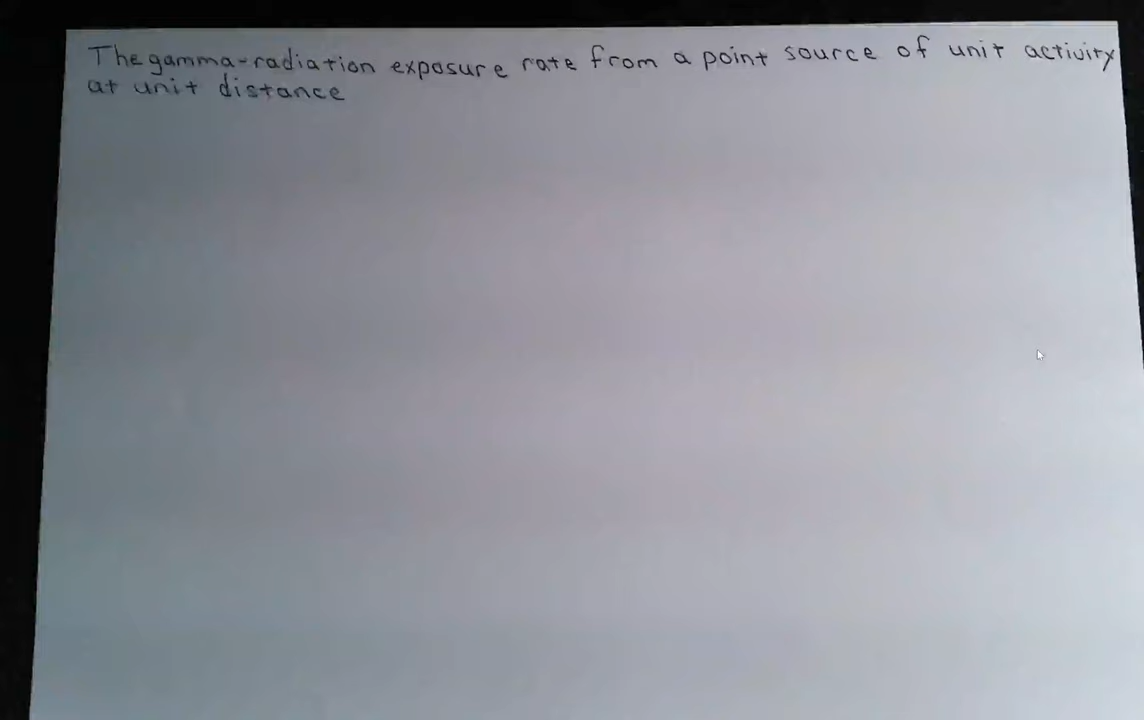 The gamma-radiation exposure rate from a point source of unit activity
at unit distance